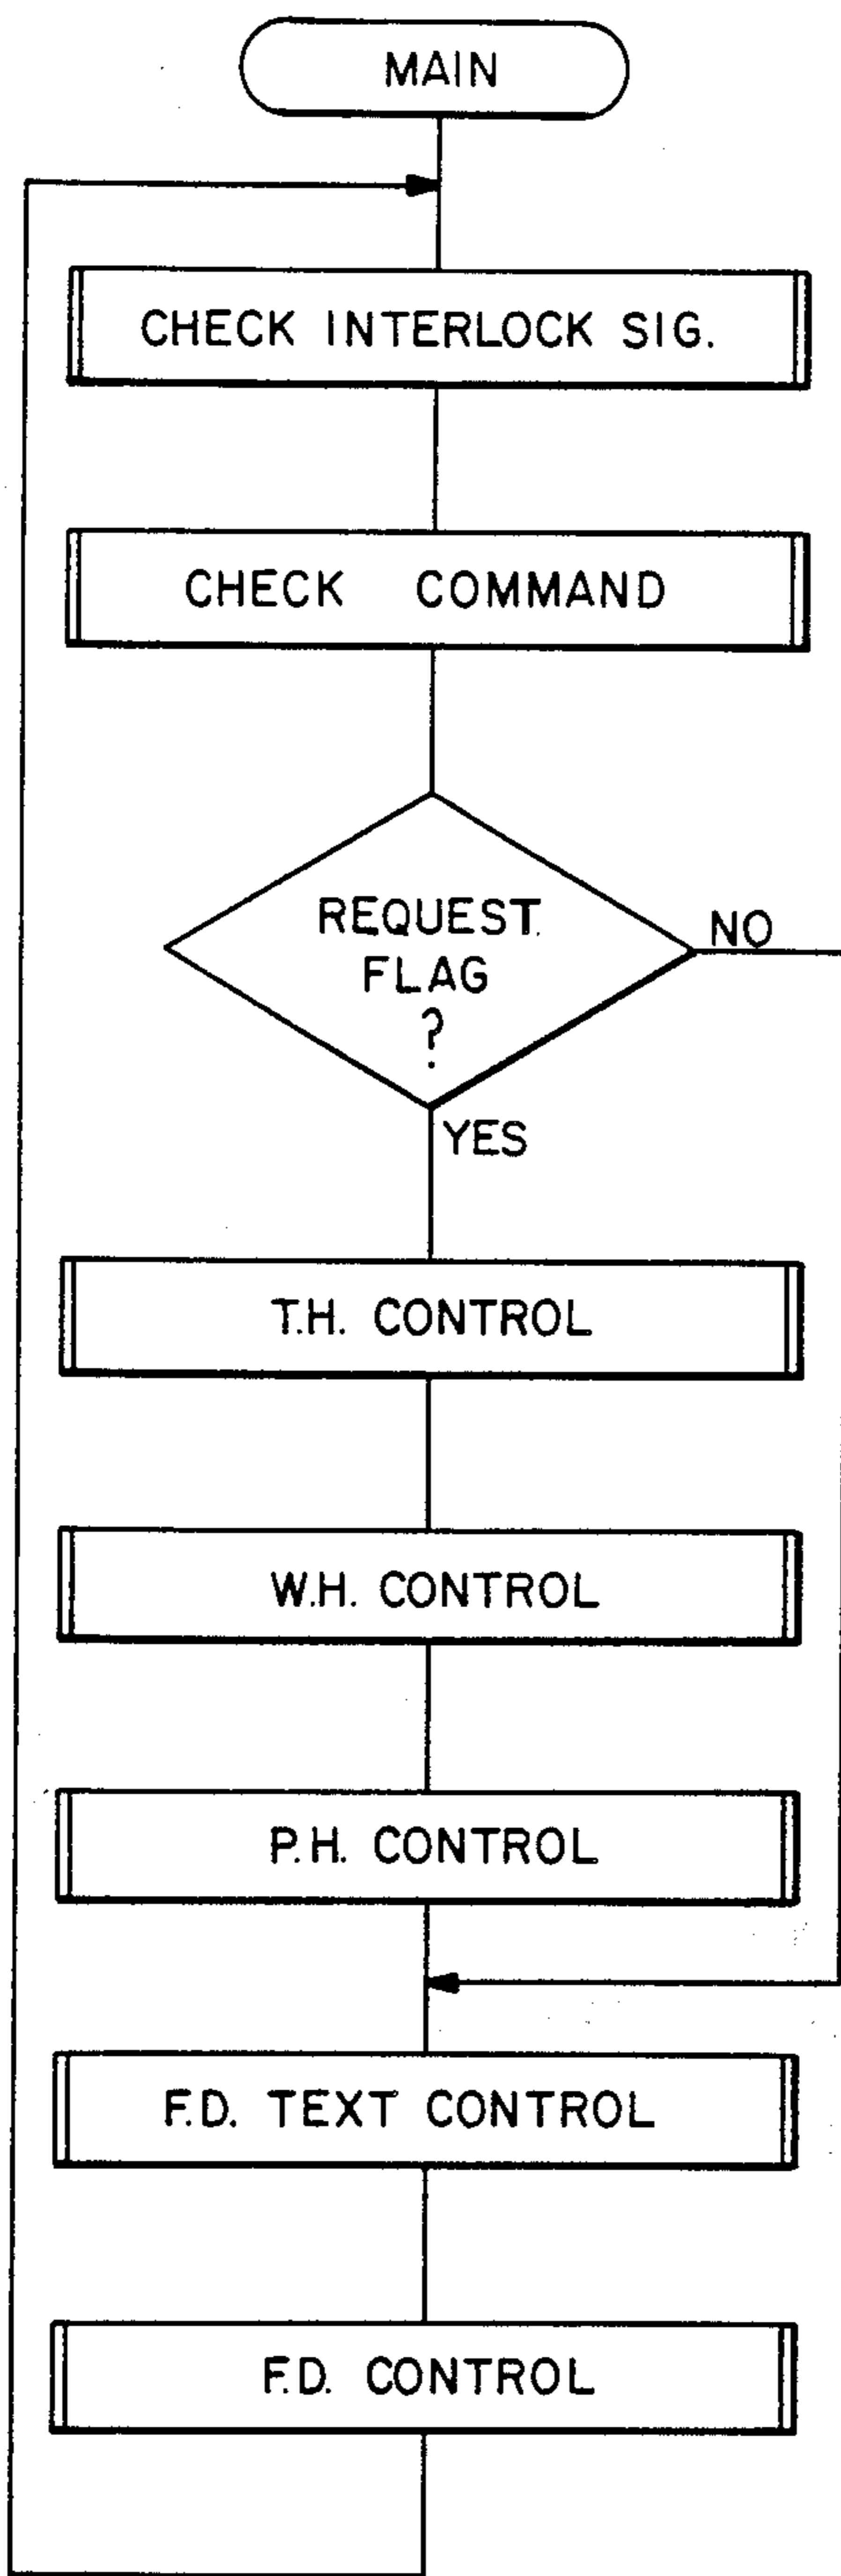 MAIN
CHECK INTERLOCK SIG.
CHECK COMMAND
REQUEST
FLAG
?
NO
YES
T.H. CONTROL
W.H. CONTROL
P.H. CONTROL
F.D. TEXT CONTROL
F.D. CONTROL